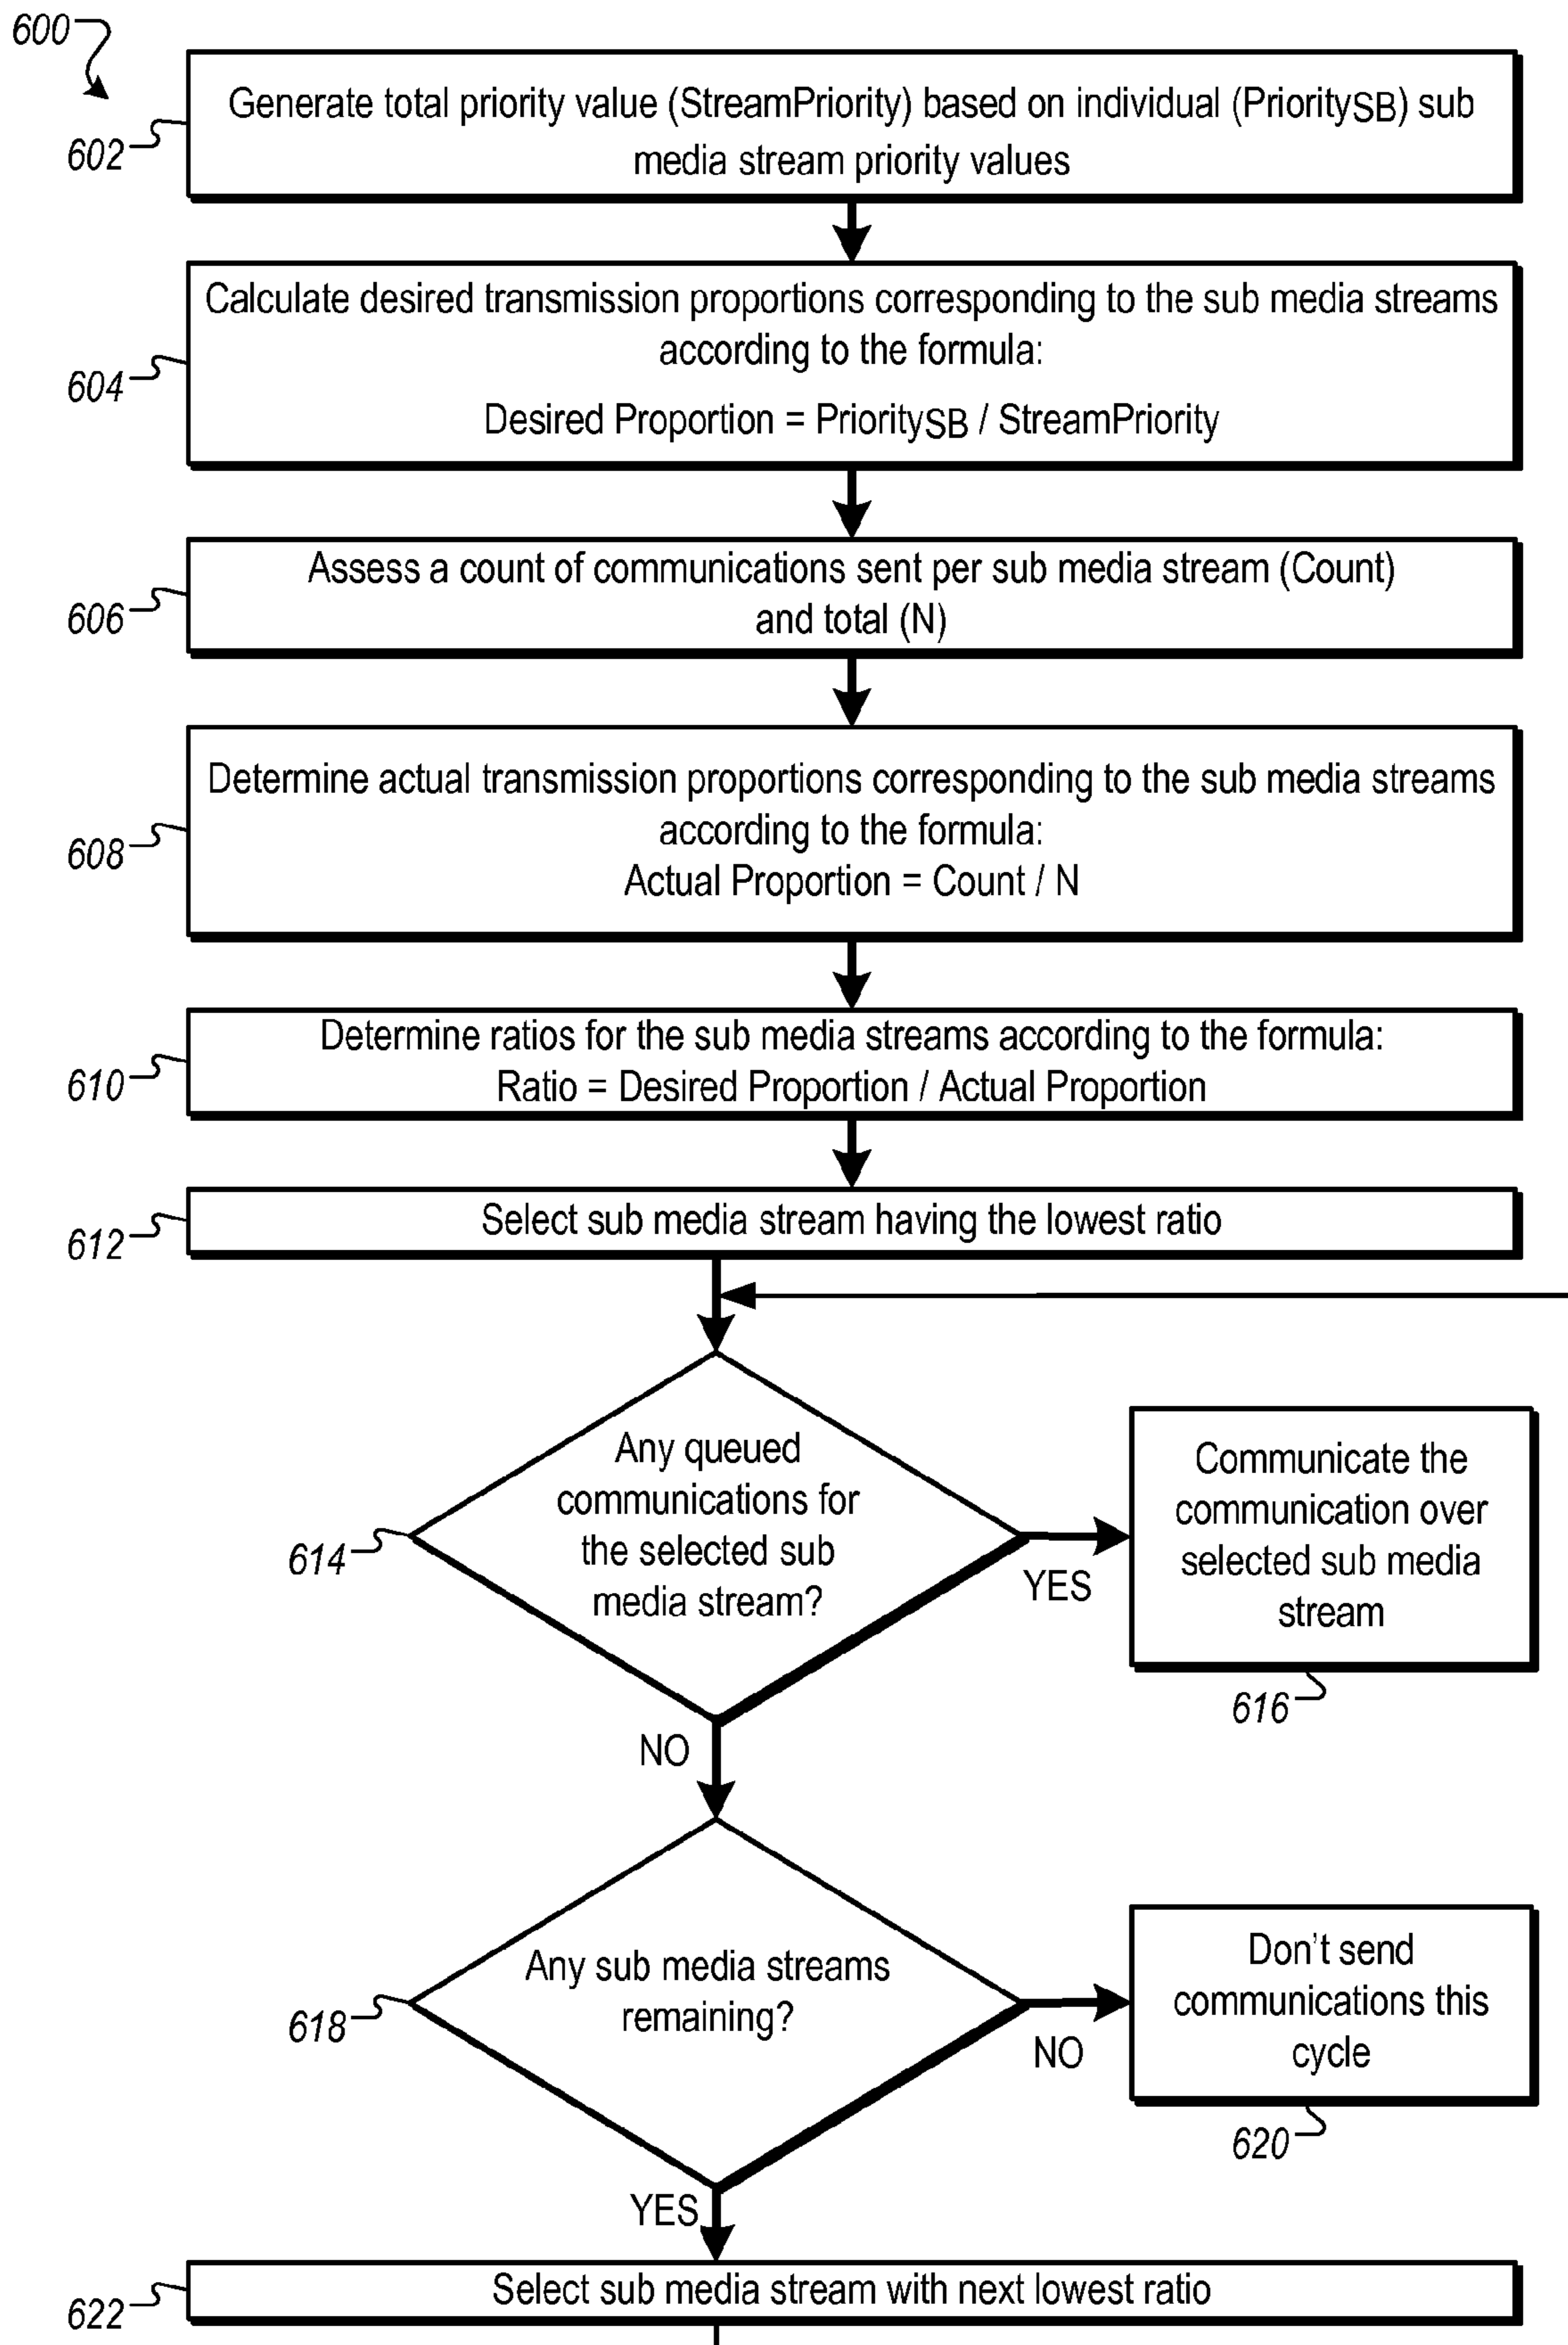 600
Generate total priority value (StreamPriority) based on individual (PrioritySB) sub
media stream priority values
602
Calculate desired transmission proportions corresponding to the sub media streams
according to the formula:
Desired Proportion = PrioritySB / StreamPriority
604
Assess a count of communications sent per sub media stream (Count)
and total (N)
606
Determine actual transmission proportions corresponding to the sub media streams
according to the formula:
Actual Proportion = Count / N
608
Determine ratios for the sub media streams according to the formula:
Ratio = Desired Proportion / Actual Proportion
610
Select sub media stream having the lowest ratio
612
Any queued
communications for
the selected sub
media stream?
614
YES
Communicate the
communication over
selected sub media
stream
616
NO
Any sub media streams
remaining?
618
NO
Don't send
communications this
cycle
620
YES
Select sub media stream with next lowest ratio
622